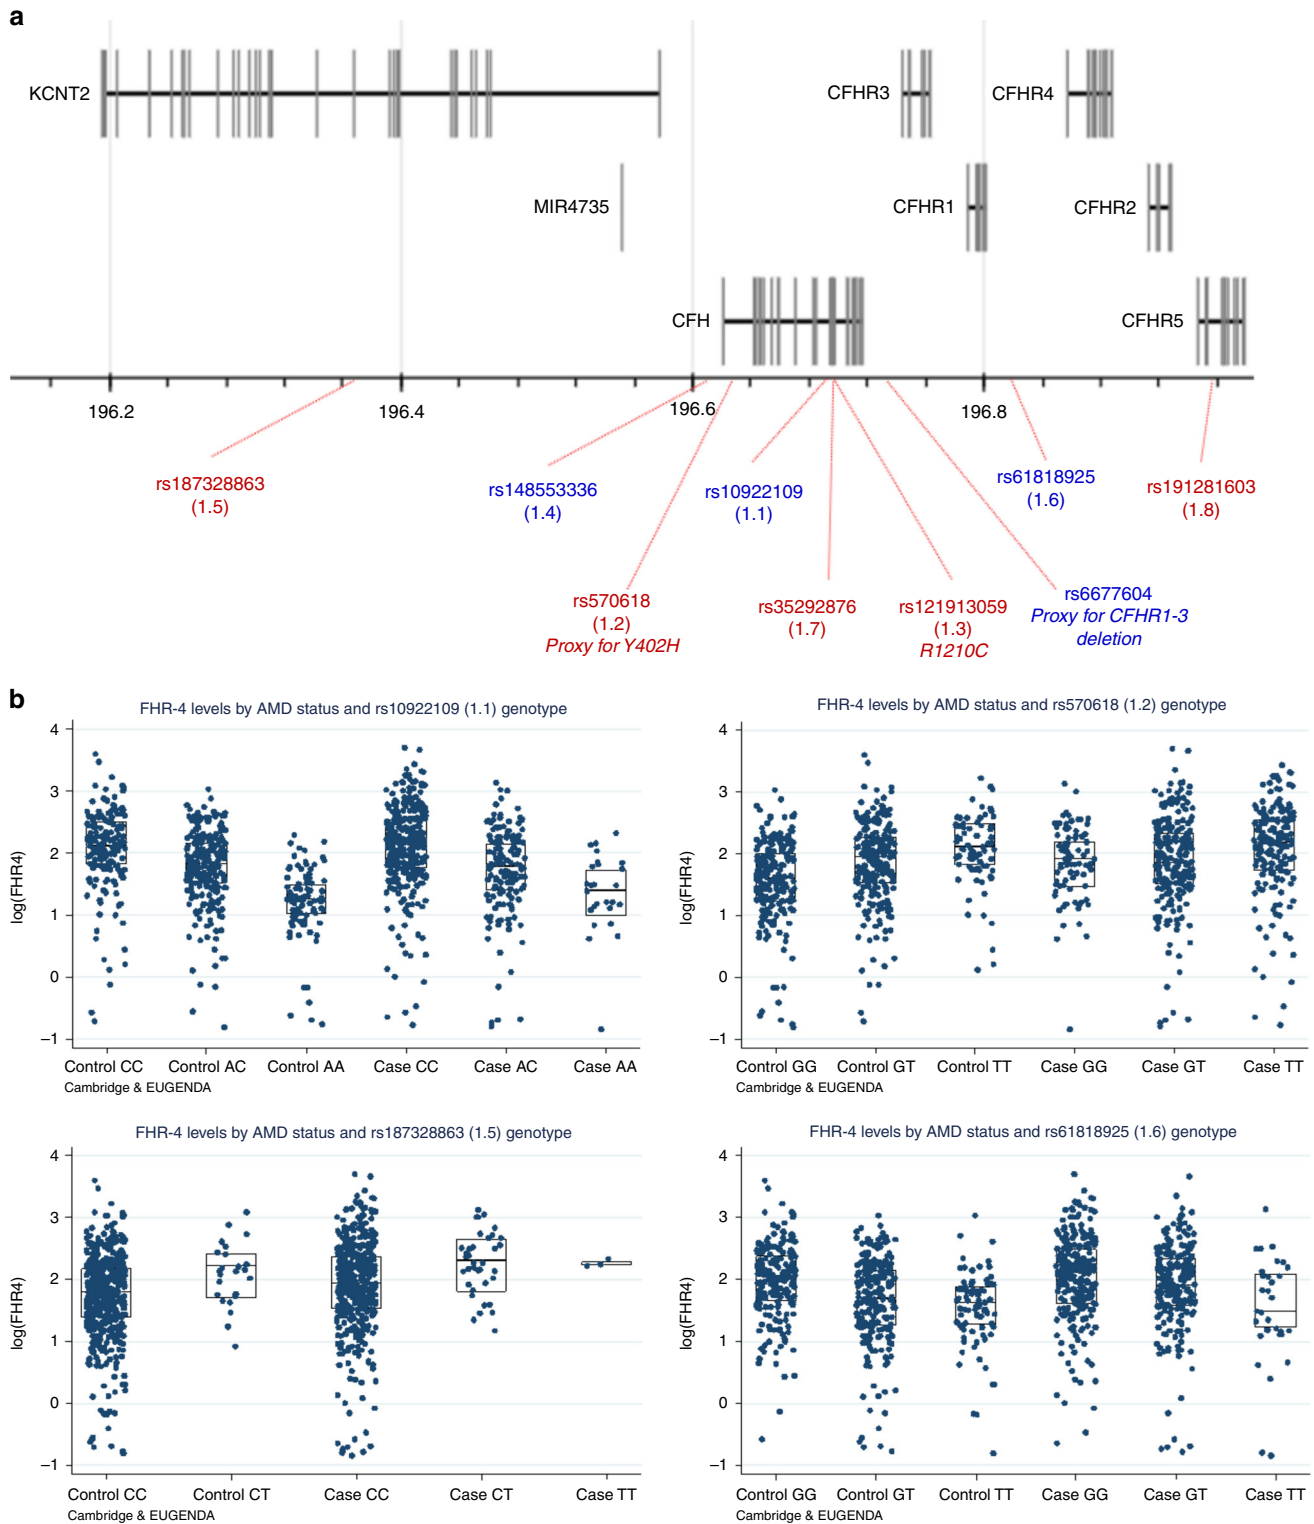 a
KCNT2
CFHR3
CFHR4
MIR4735
CFHR1
CFHR2
CFH
CFHR5
196.2
196.4
196.6
196.8
rs187328863
(1.5)
rs148553336
(1.4)
rs10922109
(1.1)
rs61818925
(1.6)
rs191281603
(1.8)
rs570618
(1.2)
Proxy for Y402H
rs35292876
(1.7)
rs121913059
(1.3)
R1210C
rs6677604
Proxy for CFHR1-3
deletion
b
FHR-4 levels by AMD status and rs10922109 (1.1) genotype
log(FHR4)
4
3
2
1
0
–1
Control CC
Control AC
Control AA
Case CC
Case AC
Case AA
Cambridge & EUGENDA
FHR-4 levels by AMD status and rs570618 (1.2) genotype
log(FHR4)
4
3
2
1
0
–1
Control GG
Control GT
Control TT
Case GG
Case GT
Case TT
Cambridge & EUGENDA
FHR-4 levels by AMD status and rs187328863 (1.5) genotype
log(FHR4)
4
3
2
1
0
–1
Control CC
Control CT
Case CC
Case CT
Case TT
Cambridge & EUGENDA
FHR-4 levels by AMD status and rs61818925 (1.6) genotype
log(FHR4)
4
3
2
1
0
–1
Control GG
Control GT
Control TT
Case GG
Case GT
Case TT
Cambridge & EUGENDA